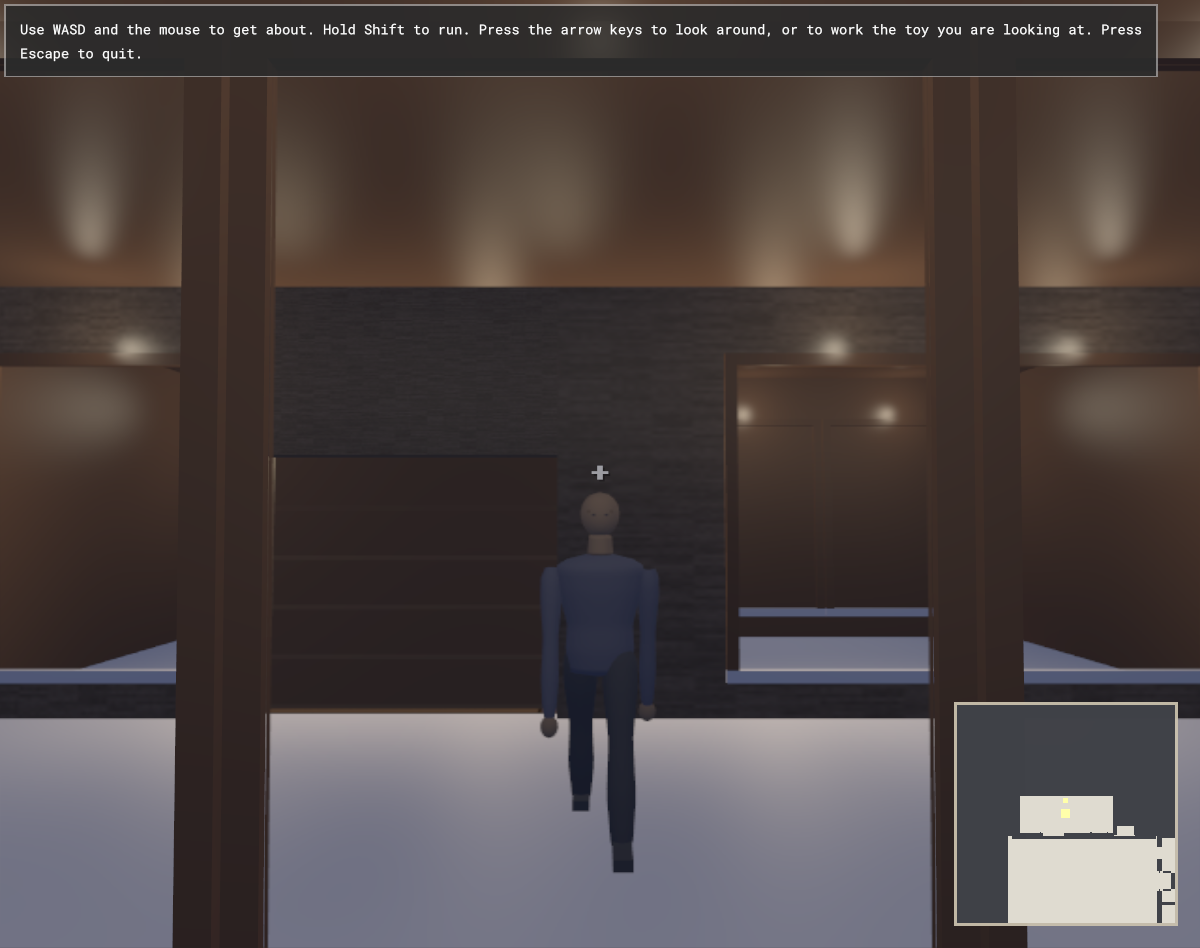 Use WASD and the mouse to get about. Hold Shift to run. Press the arrow keys to look around, or to work the toy you are looking at. Press
Escape to quit.